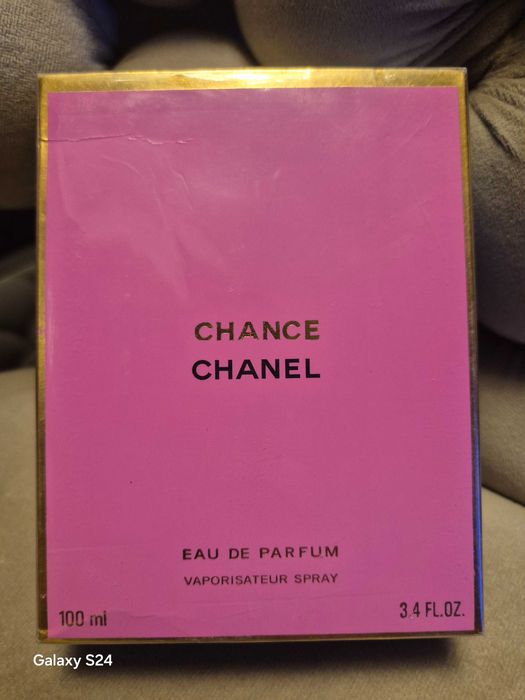 CHANCE
CHANEL
EAU DE PARFUM
VAPORISATEUR SPRAY
100 ml 3.4 FL.OZ.
Galaxy S24